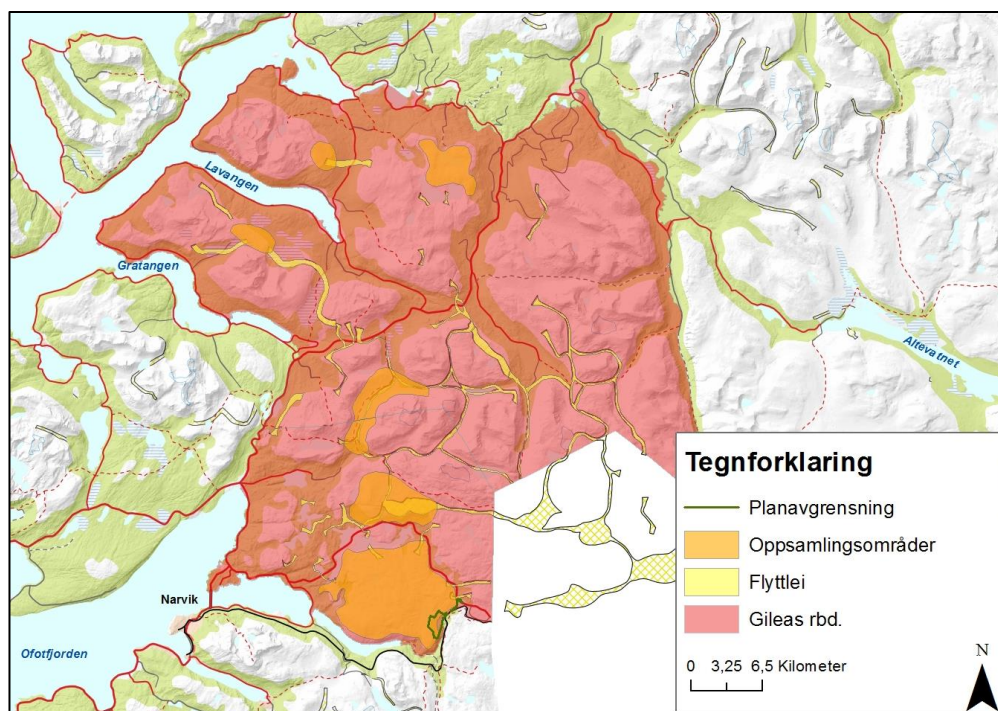 Lavangen
Gratangen
Altevatnet
Narvik
Ofotfjorden
Tegnforklaring
Planavgrensning
Oppsamlingsområder
Flyttlei
Gileas rbd.
0 3,25 6,5 Kilometer
N